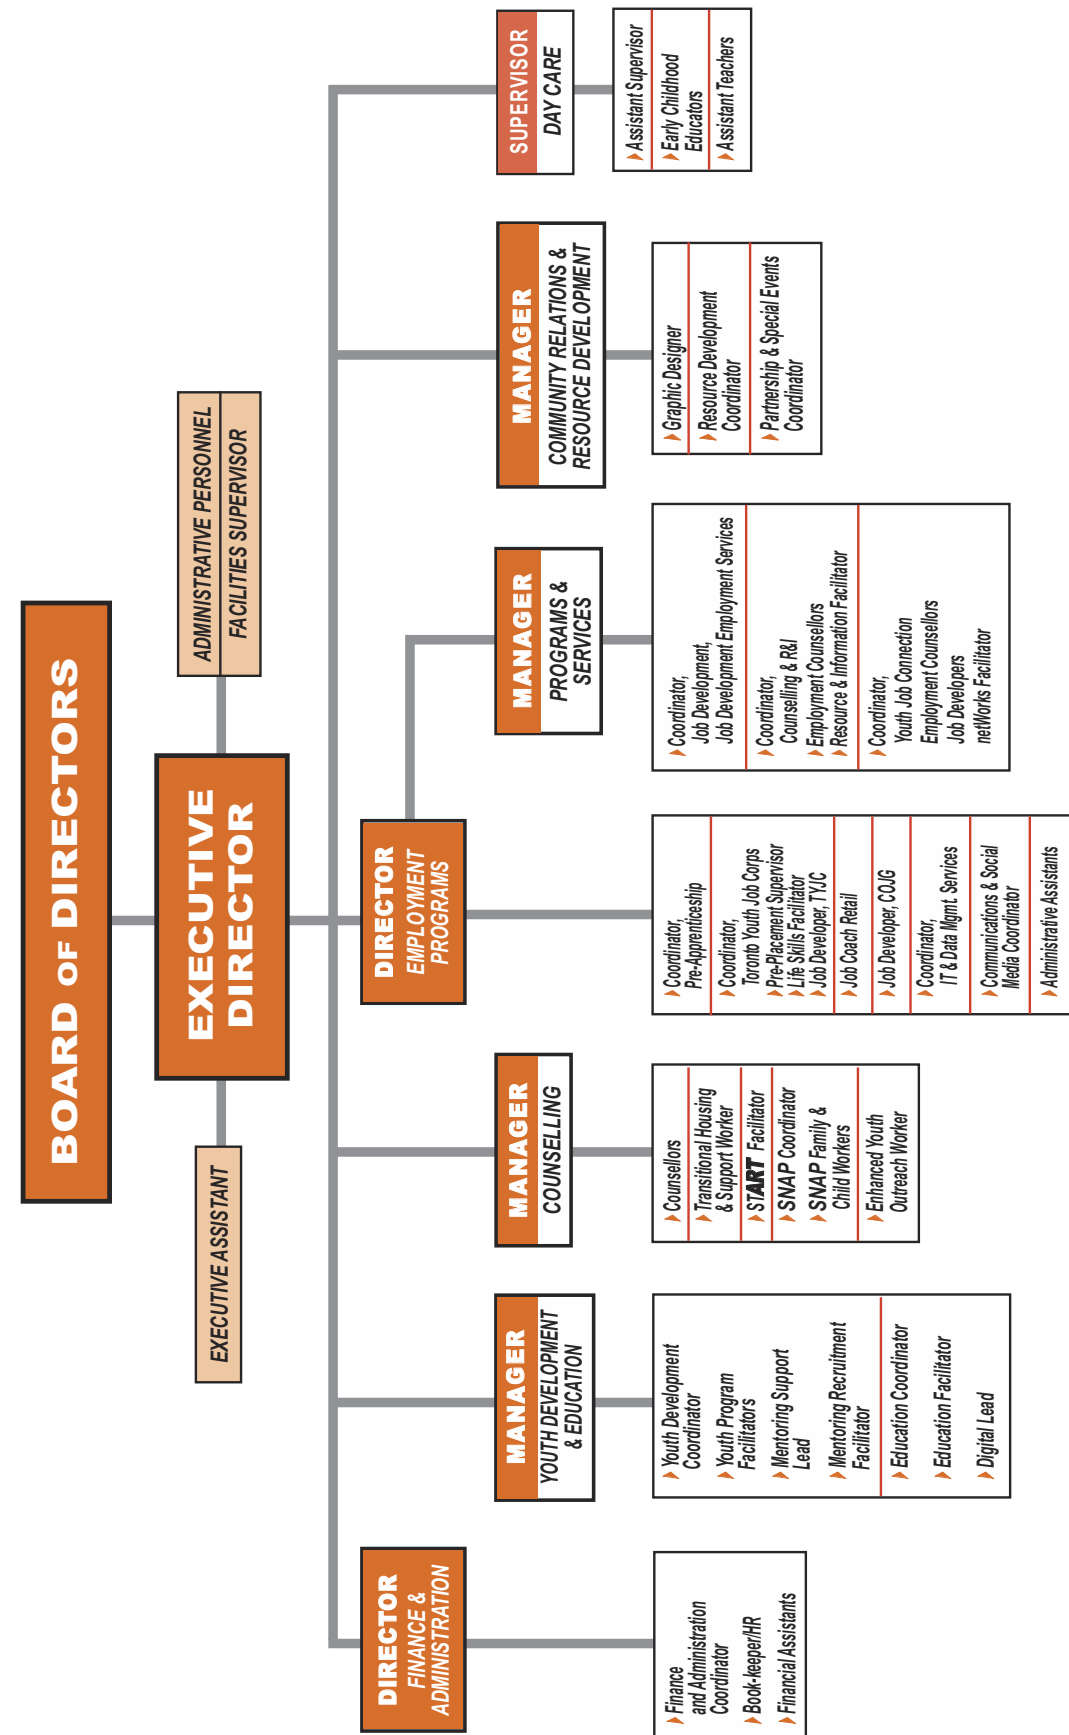 BOARD OF DIRECTORS
EXECUTIVE
DIRECTOR
EXECUTIVE ASSISTANT
ADMINISTRATIVE PERSONNEL
FACILITIES SUPERVISOR
DIRECTOR
FINANCE &
ADMINISTRATION
Finance
and Administration
Coordinator
Book-keeper/HR
Financial Assistants
MANAGER
YOUTH DEVELOPMENT
& EDUCATION
Youth Development
Coordinator
Youth Program
Facilitators
Mentoring Support
Lead
Mentoring Recruitment
Facilitator
Education Coordinator
Education Facilitator
Digital Lead
MANAGER
COUNSELLING
Counsellors
Transitional Housing
& Support Worker
START Facilitator
SNAP Coordinator
SNAP Family &
Child Workers
Enhanced Youth
Outreach Worker
DIRECTOR
EMPLOYMENT
PROGRAMS
Coordinator,
Pre-Apprenticeship
Coordinator,
Toronto Youth Job Corps
Pre-Placement Supervisor
Life Skills Facilitator
Job Developer, TYJC
Job Coach Retail
Job Developer, COJG
Coordinator,
IT & Data Mgmt. Services
Communications & Social
Media Coordinator
Administrative Assistants
MANAGER
PROGRAMS &
SERVICES
Coordinator,
Job Development,
Job Development Employment Services
Coordinator,
Counselling & R&I
Employment Counsellors
Resource & Information Facilitator
Coordinator,
Youth Job Connection
Employment Counsellors
Job Developers
netWorks Facilitator
MANAGER
COMMUNITY RELATIONS &
RESOURCE DEVELOPMENT
Graphic Designer
Resource Development
Coordinator
Partnership & Special Events
Coordinator
SUPERVISOR
DAY CARE
Assistant Supervisor
Early Childhood
Educators
Assistant Teachers